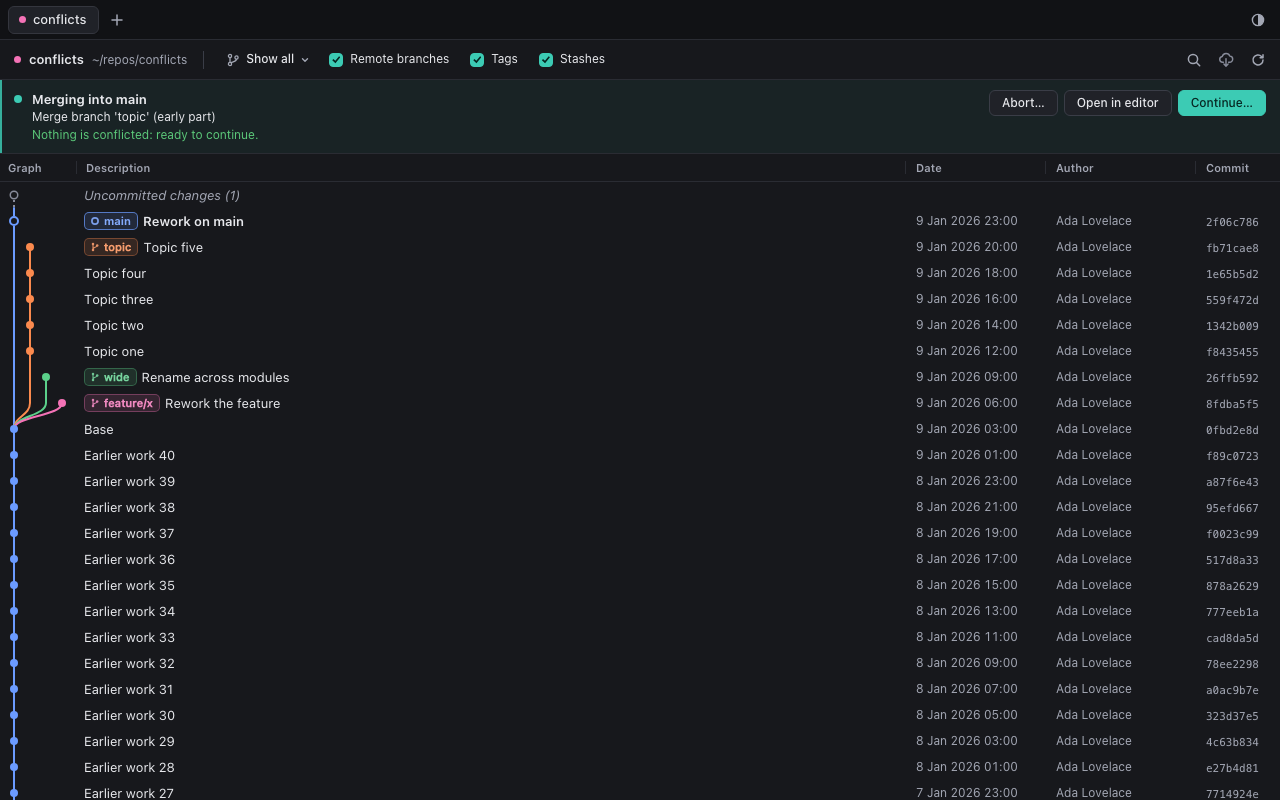 conflicts
conflicts ~/repos/conflicts Show all Remote branches Tags Stashes
Merging into main
Merge branch 'topic' (early part)
Nothing is conflicted: ready to continue.
Abort... Open in editor Continue...
Graph Description Date Author Commit
Uncommitted changes (1)
main Rework on main 9 Jan 2026 23:00 Ada Lovelace 2f06c786
topic Topic five 9 Jan 2026 20:00 Ada Lovelace fb71cae8
Topic four 9 Jan 2026 18:00 Ada Lovelace 1e65b5d2
Topic three 9 Jan 2026 16:00 Ada Lovelace 559f472d
Topic two 9 Jan 2026 14:00 Ada Lovelace 1342b009
Topic one 9 Jan 2026 12:00 Ada Lovelace f8435455
wide Rename across modules 9 Jan 2026 09:00 Ada Lovelace 26ffb592
feature/x Rework the feature 9 Jan 2026 06:00 Ada Lovelace 8fdba5f5
Base 9 Jan 2026 03:00 Ada Lovelace 0fbd2e8d
Earlier work 40 9 Jan 2026 01:00 Ada Lovelace f89c0723
Earlier work 39 8 Jan 2026 23:00 Ada Lovelace a87f6e43
Earlier work 38 8 Jan 2026 21:00 Ada Lovelace 95efd667
Earlier work 37 8 Jan 2026 19:00 Ada Lovelace f0023c99
Earlier work 36 8 Jan 2026 17:00 Ada Lovelace 517d8a33
Earlier work 35 8 Jan 2026 15:00 Ada Lovelace 878a2629
Earlier work 34 8 Jan 2026 13:00 Ada Lovelace 777eeb1a
Earlier work 33 8 Jan 2026 11:00 Ada Lovelace cad8da5d
Earlier work 32 8 Jan 2026 09:00 Ada Lovelace 78ee2298
Earlier work 31 8 Jan 2026 07:00 Ada Lovelace a0ac9b7e
Earlier work 30 8 Jan 2026 05:00 Ada Lovelace 323d37e5
Earlier work 29 8 Jan 2026 03:00 Ada Lovelace 4c63b834
Earlier work 28 8 Jan 2026 01:00 Ada Lovelace e27b4d81
Earlier work 27 7 Jan 2026 23:00 Ada Lovelace 7714924e